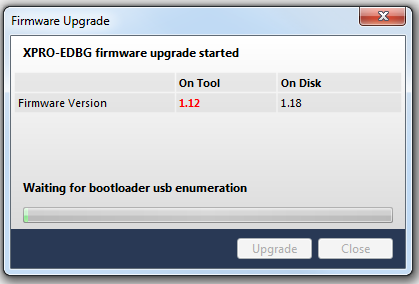 Firmware Upgrade
XPRO-EDBG firmware upgrade started
On Tool On Disk
Firmware Version 1.12 1.18
Waiting for bootloader usb enumeration
Upgrade Close